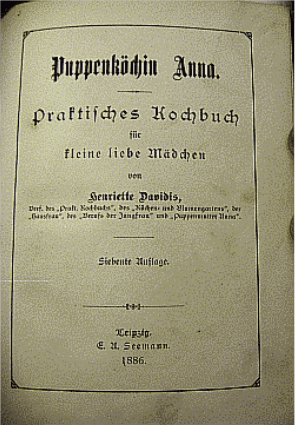 Puppenköchin Anna.
Praktisches Kochbuch
für
kleine liebe Mädchen
von
Henriette Davidis,
Verf. des „Prakt. Kochbuchs", des „Küchen- und Blumengartens", der
„Hausfrau", des „Berufs der Jungfrau" und „Puppenmutter Anna".
Siebente Auflage.
Leipzig.
E. A. Seemann.
1886.